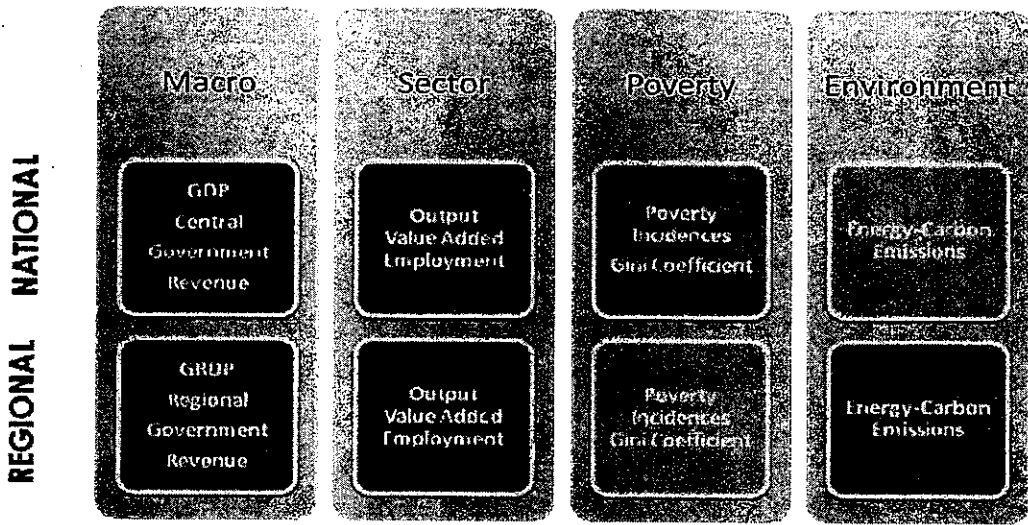 Macro
Sector
Poverty
Environment
NATIONAL
GDP
Central
Government
Revenue
Output
Value Added
Employment
Poverty
Incidences
Gini Coefficient
Energy-Carbon
Emissions
REGIONAL
GRDP
Regional
Government
Revenue
Output
Value Added
Employment
Poverty
Incidences
Gini Coefficient
Energy-Carbon
Emissions